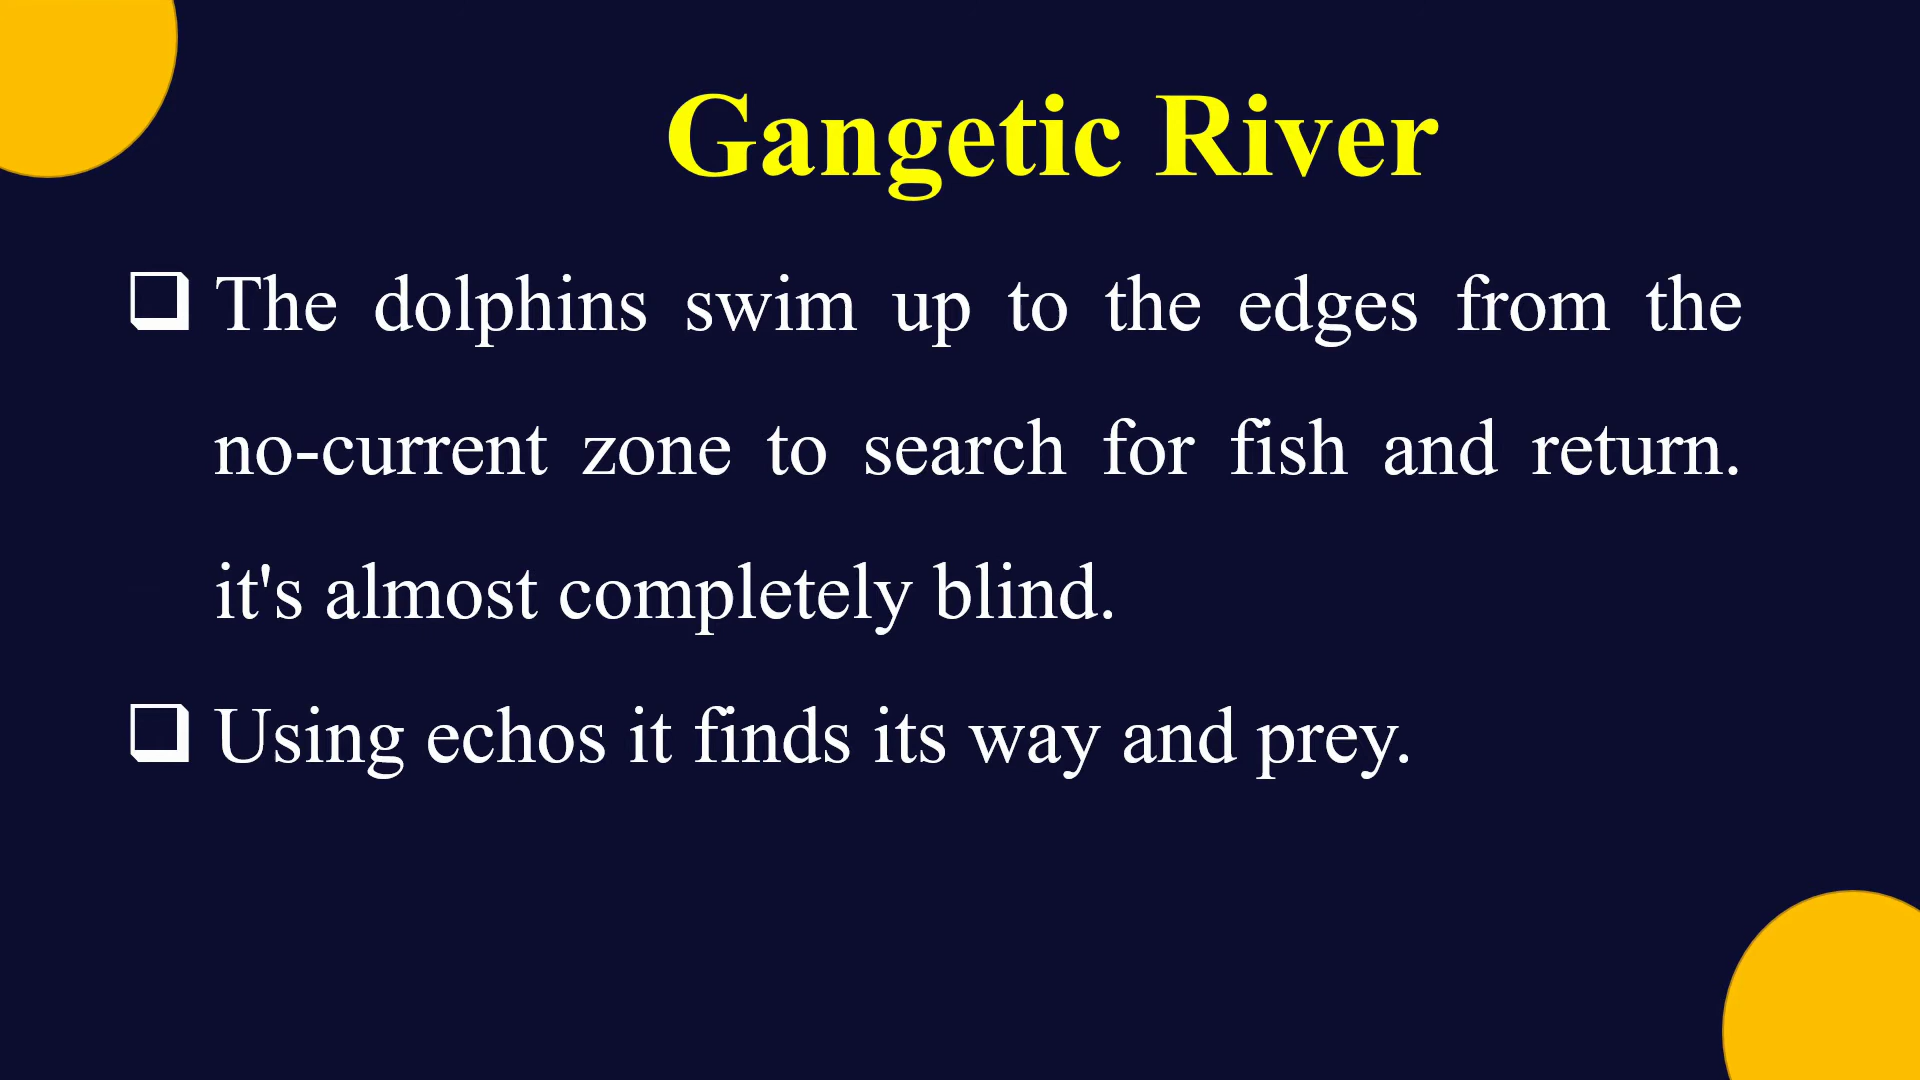 Gangetic River
The dolphins swim up to the edges from the
no-current zone to search for fish and return.
it's almost completely blind.
Using echos it finds its way and prey.